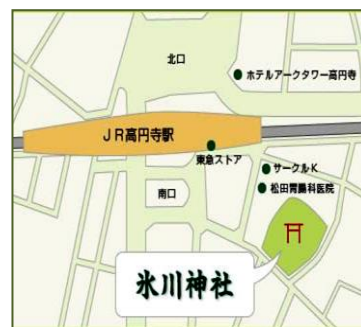 北口
ホテルアークタワー高円寺
JR高円寺駅
東急ストア
サークルK
南口
松田胃腸科医院
氷川神社